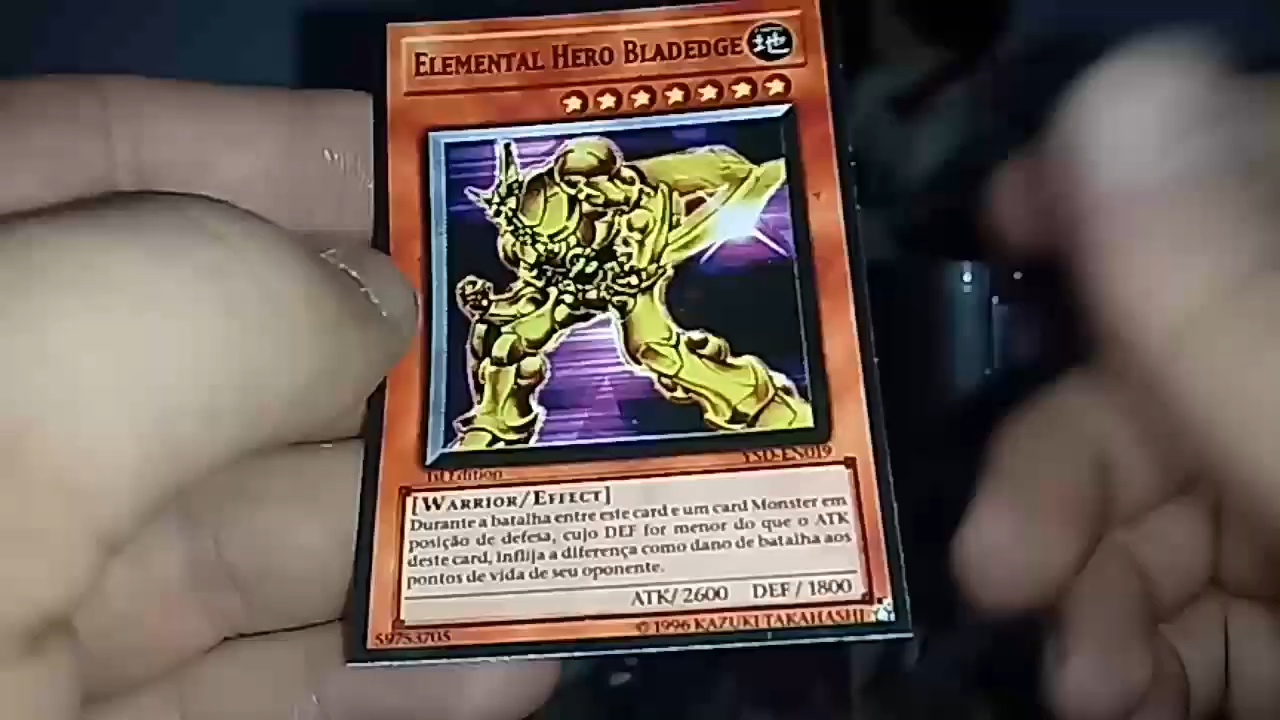 ELEMENTAL HERO BLADEDGE
地
1st Edition
YSD-EN019
[WARRIOR/EFFECT]
Durante a batalha entre este card e um card Monster em
posição de defesa, cujo DEF for menor do que o ATK
deste card, inflija a diferença como dano de batalha aos
pontos de vida de seu oponente.
ATK/ 2600 DEF / 1800
59753705
© 1996 KAZUKI TAKAHASHI